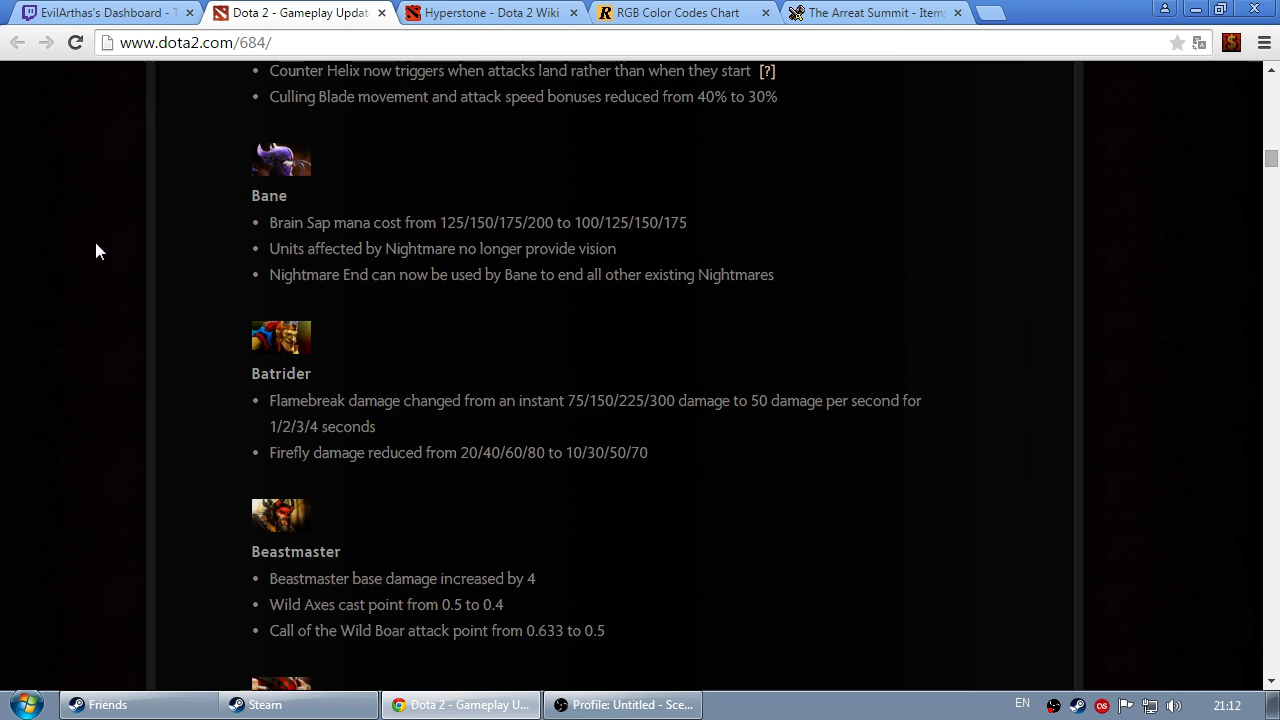 EvilArthas's Dashboard - T
Dota 2 - Gameplay Updat
Hyperstone - Dota 2 Wiki
RGB Color Codes Chart
The Arreat Summit - Item
www.dota2.com/684/
• Counter Helix now triggers when attacks land rather than when they start [?]
• Culling Blade movement and attack speed bonuses reduced from 40% to 30%
Bane
• Brain Sap mana cost from 125/150/175/200 to 100/125/150/175
• Units affected by Nightmare no longer provide vision
• Nightmare End can now be used by Bane to end all other existing Nightmares
Batrider
• Flamebreak damage changed from an instant 75/150/225/300 damage to 50 damage per second for
1/2/3/4 seconds
• Firefly damage reduced from 20/40/60/80 to 10/30/50/70
Beastmaster
• Beastmaster base damage increased by 4
• Wild Axes cast point from 0.5 to 0.4
• Call of the Wild Boar attack point from 0.633 to 0.5
Friends
Steam
Dota 2 - Gameplay U...
Profile: Untitled - Sce...
EN
21:12